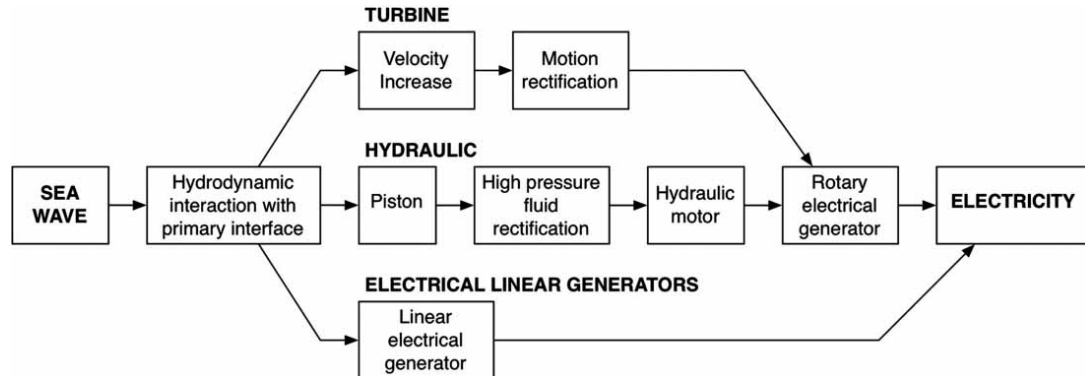 TURBINE
Velocity
Increase
Motion
rectification
HYDRAULIC
SEA
WAVE
Hydrodynamic
interaction with
primary interface
Piston
High pressure
fluid
rectification
Hydraulic
motor
Rotary
electrical
generator
ELECTRICITY
ELECTRICAL LINEAR GENERATORS
Linear
electrical
generator